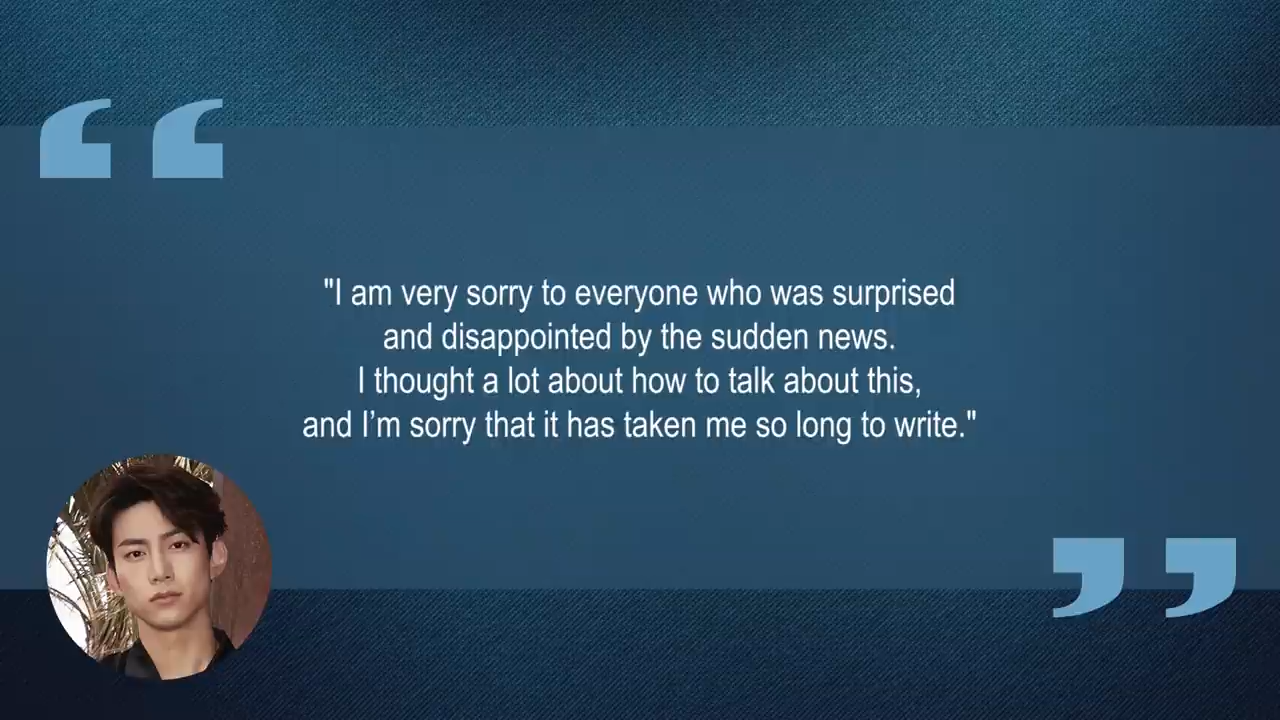 "I am very sorry to everyone who was surprised
and disappointed by the sudden news.
I thought a lot about how to talk about this,
and I’m sorry that it has taken me so long to write."